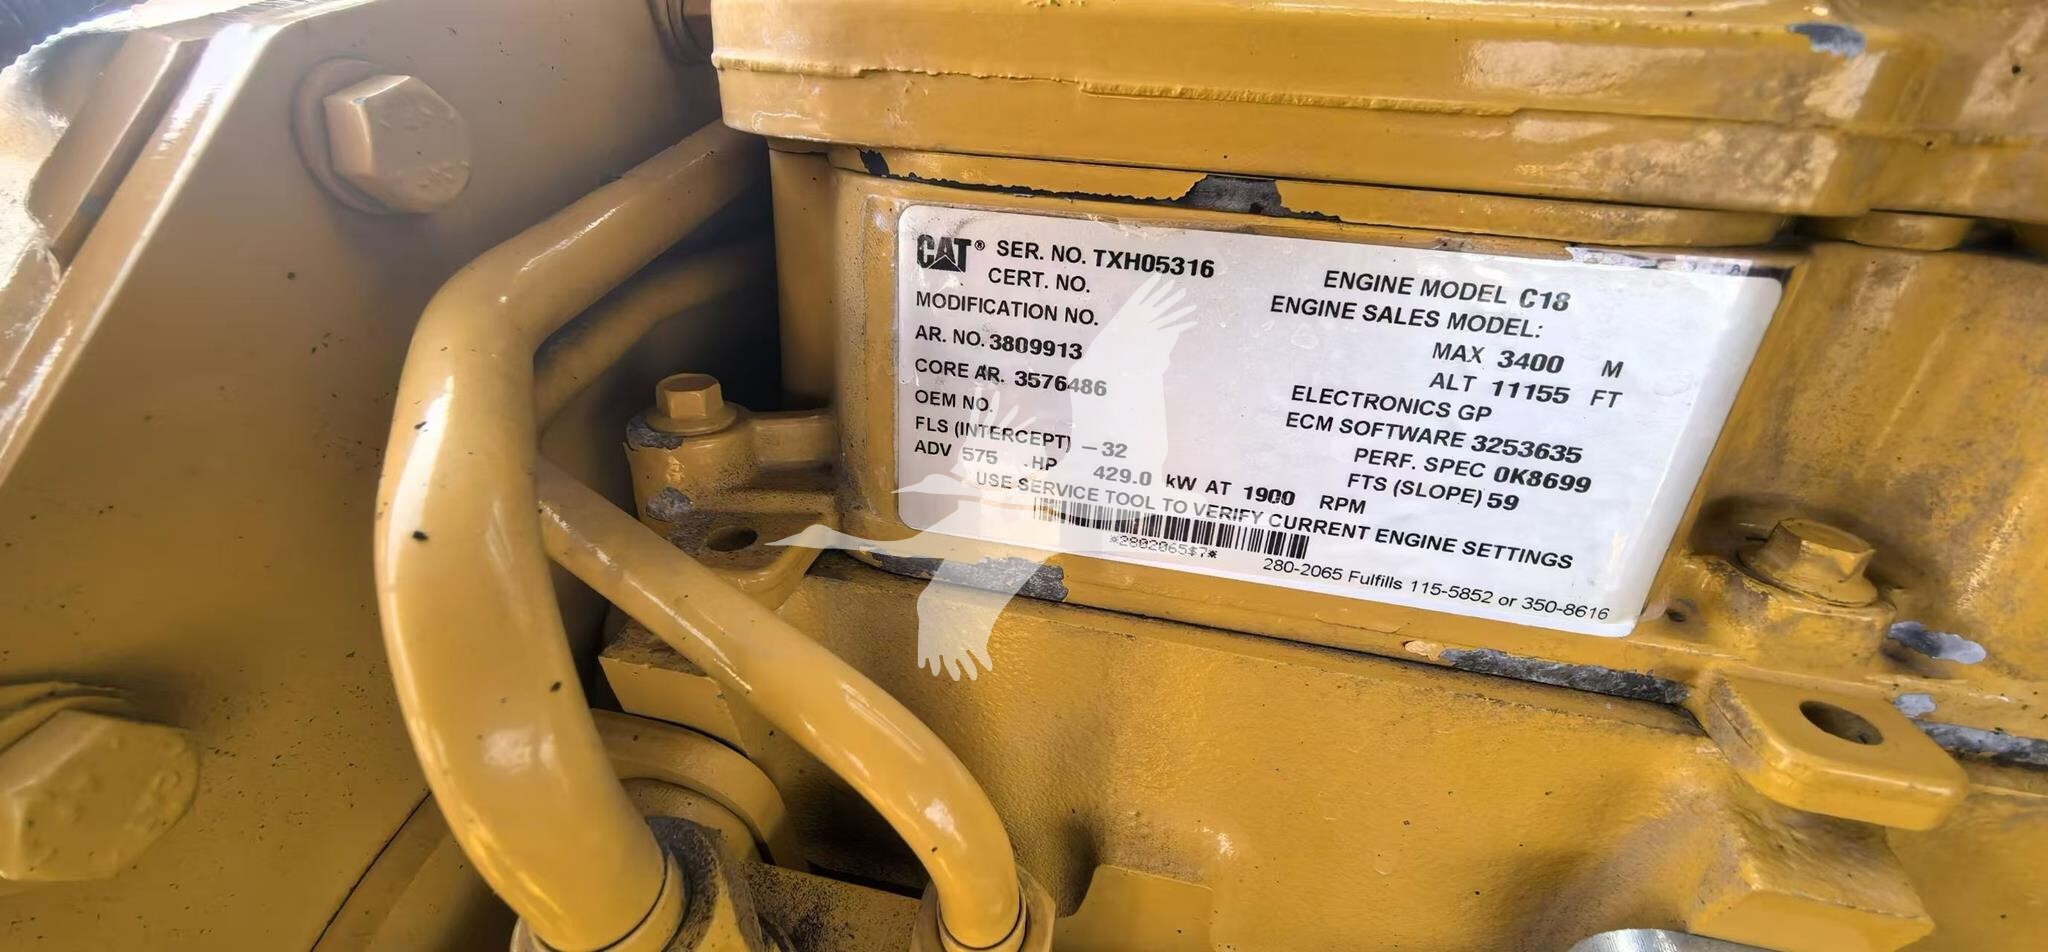 CAT® SER. NO. TXH05316
CERT. NO.
MODIFICATION NO.
AR. NO. 3809913
CORE AR. 3576486
OEM NO.
FLS (INTERCEPT) -32
ADV 575 HP 429.0 kW AT 1900 RPM
ENGINE MODEL C18
ENGINE SALES MODEL:
MAX 3400 M
ALT 11155 FT
ELECTRONICS GP
ECM SOFTWARE 3253635
PERF. SPEC 0K8699
FTS (SLOPE) 59
USE SERVICE TOOL TO VERIFY CURRENT ENGINE SETTINGS
*2802065$7*
280-2065 Fulfills 115-5852 or 350-8616